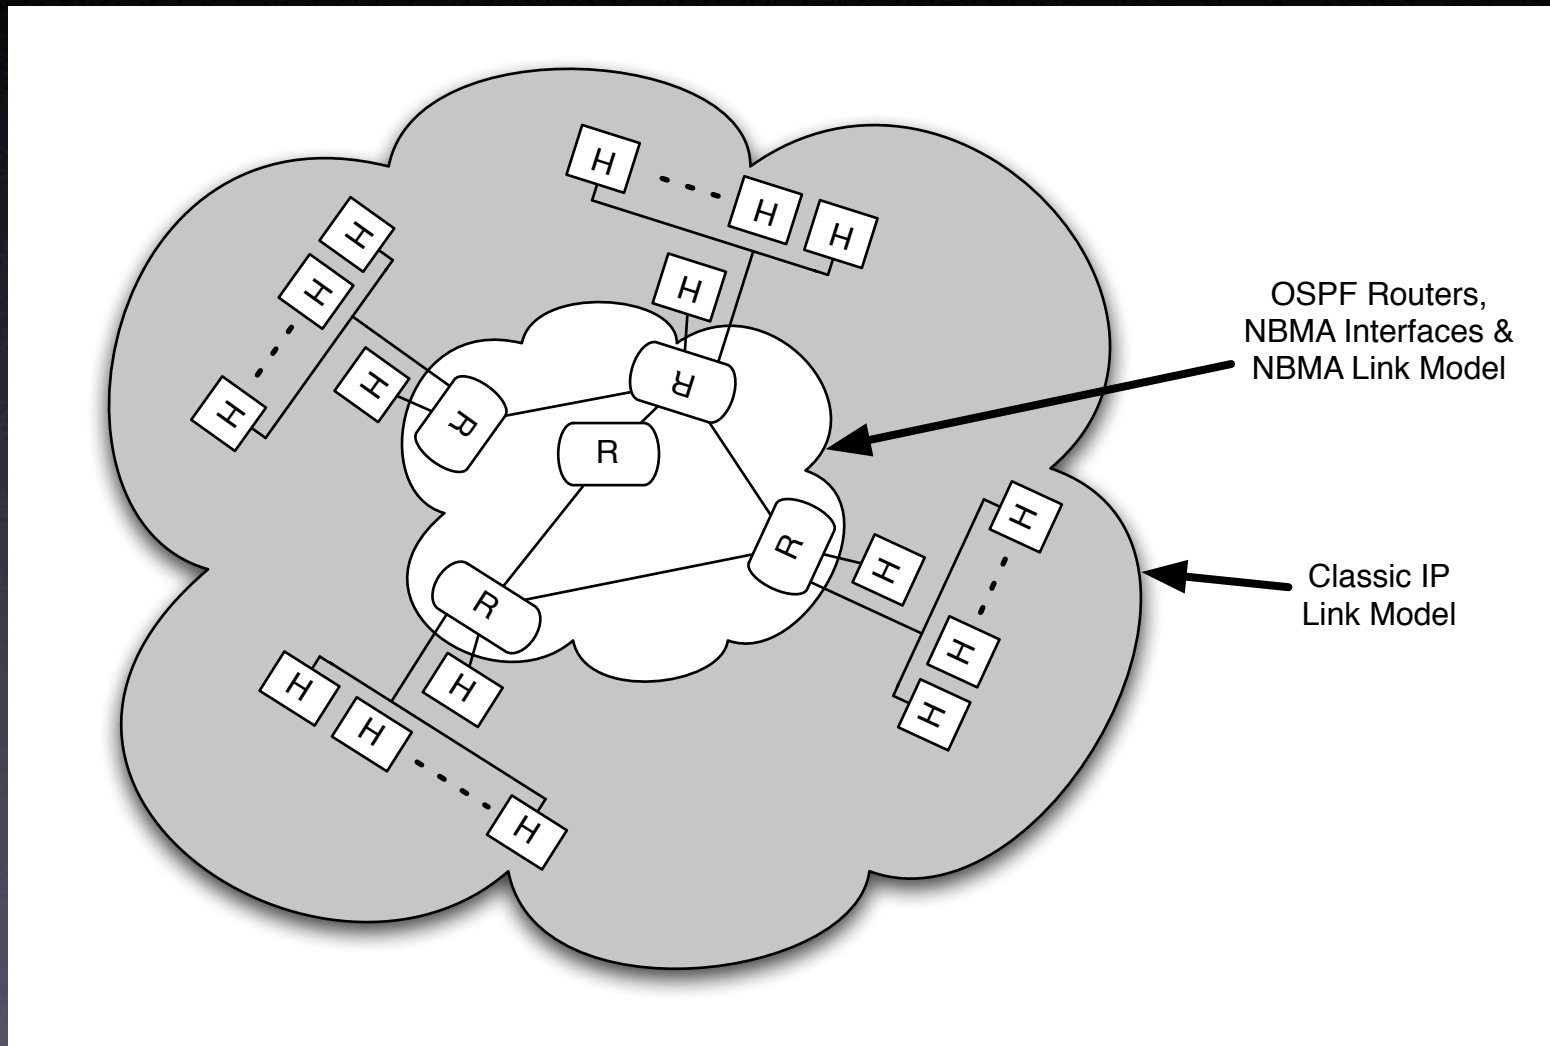 H
H
H
H
H
H
H
H
H
H
R
R
R
R
R
H
H
H
H
H
H
H
H
OSPF Routers,
NBMA Interfaces &
NBMA Link Model
Classic IP
Link Model